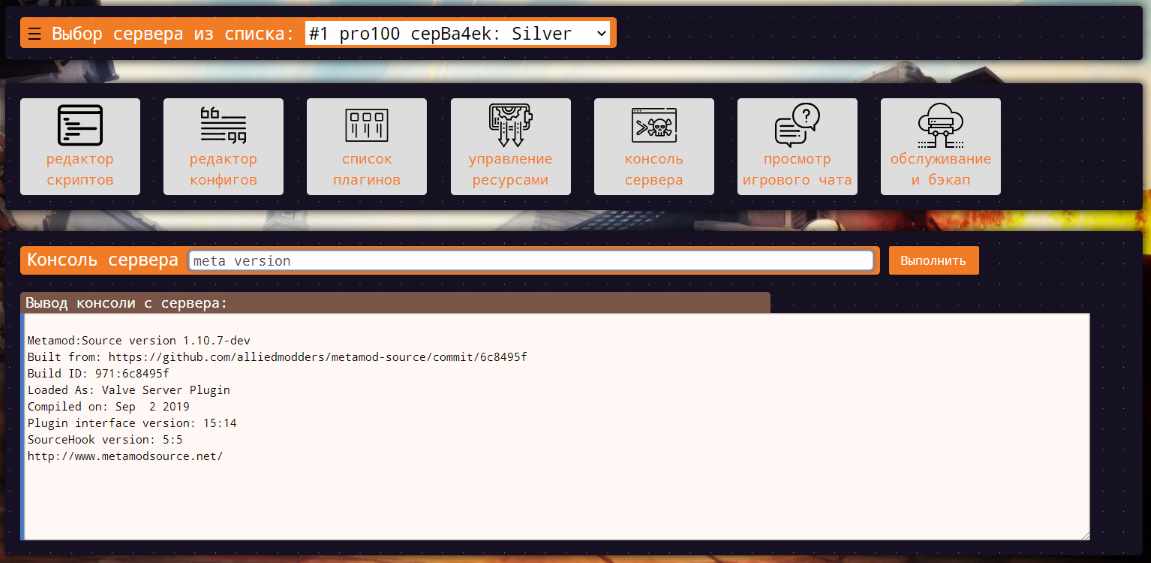 ☰ Выбор сервера из списка: #1 pro100 cepBa4ek: Silver
редактор
скриптов
редактор
конфигов
список
плагинов
управление
ресурсами
консоль
сервера
просмотр
игрового чата
обслуживание
и бэкап
Консоль сервера meta version Выполнить
Вывод консоли с сервера:
Metamod:Source version 1.10.7-dev
Built from: https://github.com/alliedmodders/metamod-source/commit/6c8495f
Build ID: 971:6c8495f
Loaded As: Valve Server Plugin
Compiled on: Sep  2 2019
Plugin interface version: 15:14
SourceHook version: 5:5
http://www.metamodsource.net/